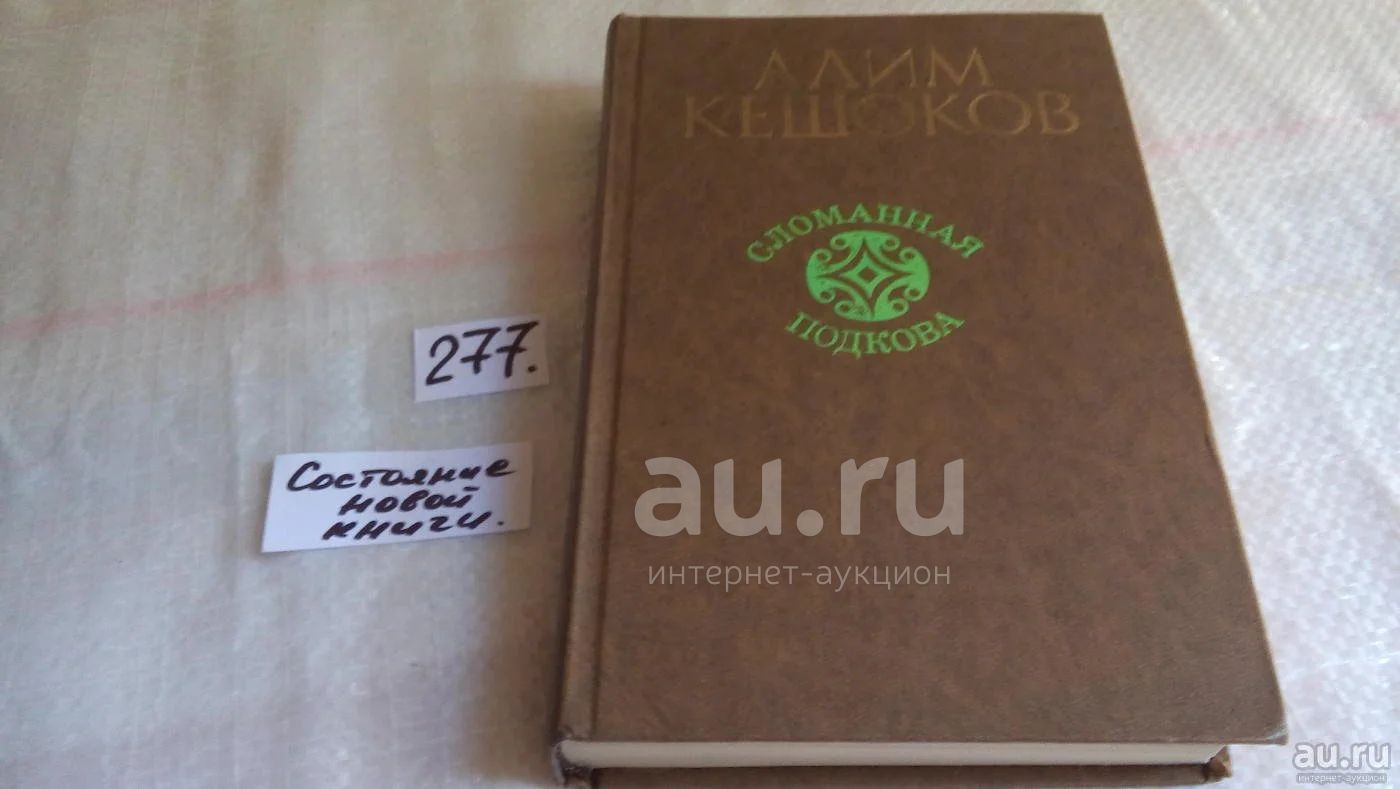 АЛИМ
КЕШОКОВ
СЛОМАННАЯ
ПОДКОВА
277.
Состояние
новой
книги.
au.ru
интернет-аукцион
au.ru
интернет-аукцион